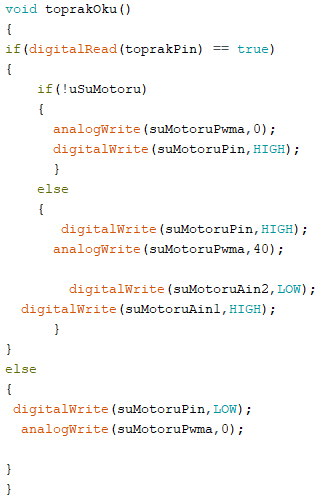 void toprakOku()
{
if(digitalRead(toprakPin) == true)
{
if(!uSuMotoru)
{
analogWrite(suMotoruPwma,0);
digitalWrite(suMotoruPin,HIGH);
}
else
{
digitalWrite(suMotoruPin,HIGH);
analogWrite(suMotoruPwma,40);
digitalWrite(suMotoruAin2,LOW);
digitalWrite(suMotoruAin1,HIGH);
}
}
else
{
digitalWrite(suMotoruPin,LOW);
analogWrite(suMotoruPwma,0);
}
}